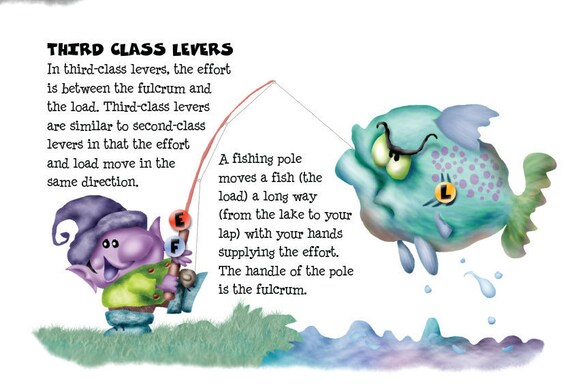 THIRD CLASS LEVERS
In third-class levers, the effort
is between the fulcrum and
the load. Third-class levers
are similar to second-class
levers in that the effort
and load move in the
same direction.
A fishing pole
moves a fish (the
load) a long way
(from the lake to your
lap) with your hands
supplying the effort.
The handle of the pole
is the fulcrum.
E
F
L